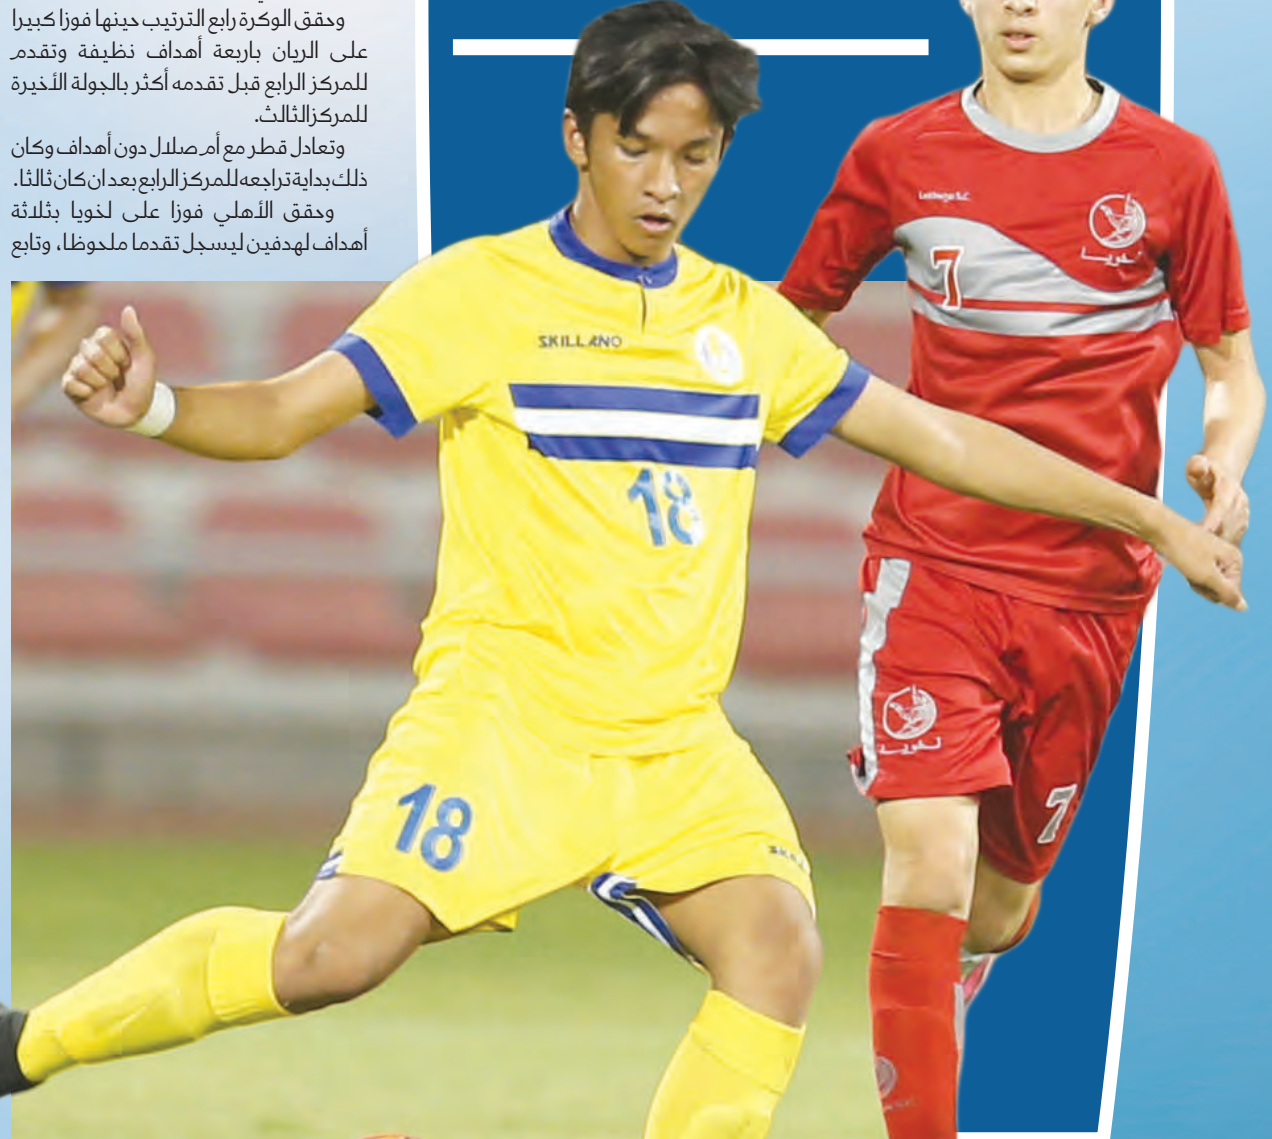 وحقق الوكرة رابع الترتيب حينها فوزا كبيرا
على الريان باربعة أهداف نظيفة وتقدم
للمركز الرابع قبل تقدمه أكثر بالجولة الأخيرة
للمركز الثالث.
وتعادل قطر مع أم صلال دون أهداف وكان
ذلك بداية تراجعه للمركز الرابع بعد ان كان ثالثا.
وحقق الأهلي فوزا على لخويا بثلاثة
أهداف لهدفين ليسجل تقدما ملحوظا، وتابع
Lekhwiya S.C.
7
لخويا
SKILLANO
18
لخويا
18
7